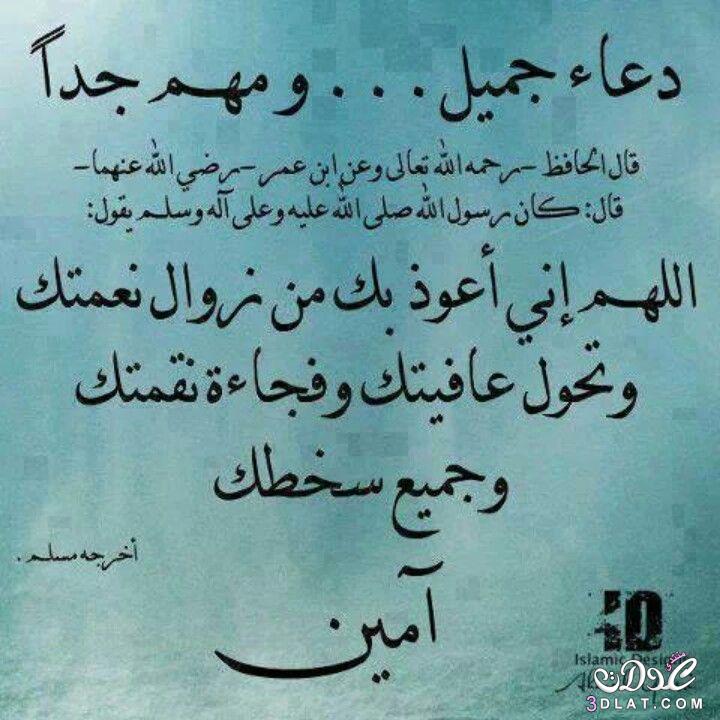 دعاء جميل . . . و مهم جداً
قال الحافظ -رحمه الله تعالى وعن ابن عمر -رضي الله عنهما-
قال: كان رسول الله صلى الله عليه وعلى آله وسلم يقول:
اللهم إني أعوذ بك من زوال نعمتك
وتحول عافيتك وفجاءة نقمتك
وجميع سخطك
أخرجه مسلم .
آمين
ID
Islamic Design
منتدى عدلات
3DLAT.COM